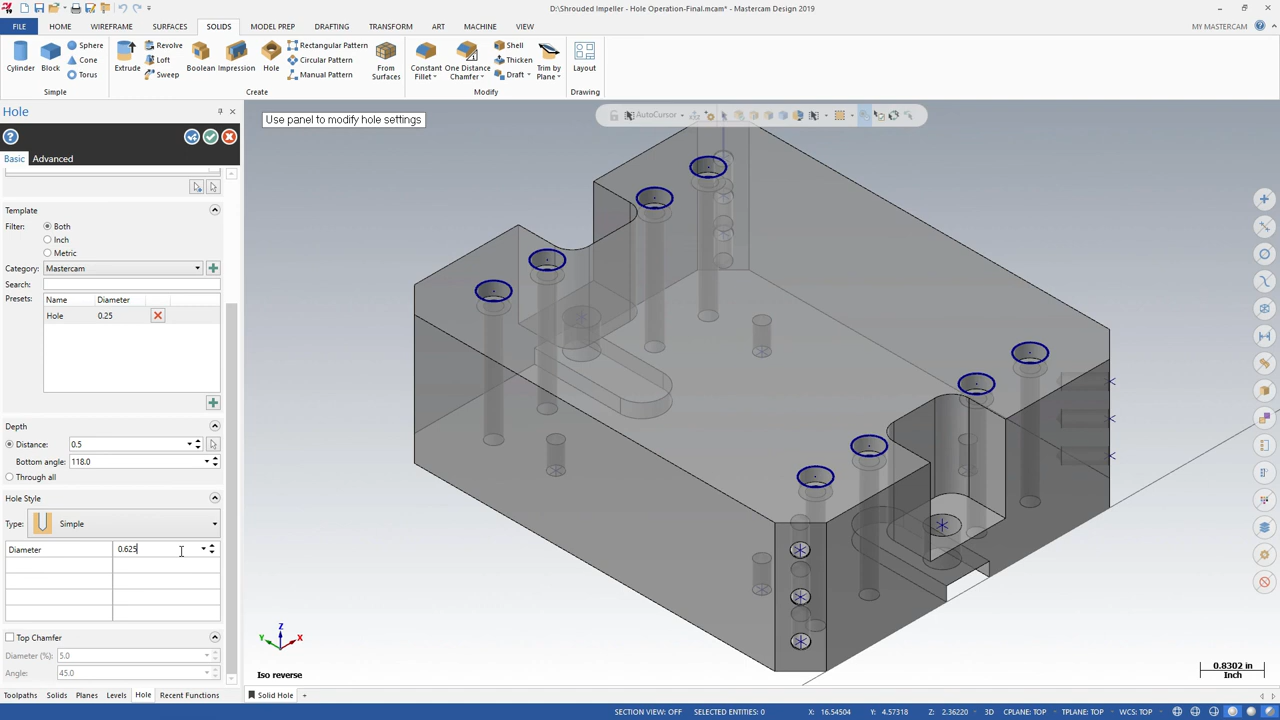 D:\Shrouded Impeller - Hole Operation-Final.mcam* - Mastercam Design 2019
FILE HOME WIREFRAME SURFACES SOLIDS MODEL PREP DRAFTING TRANSFORM ART MACHINE VIEW MY MASTERCAM
Cylinder Block Sphere Cone Torus
Simple
Extrude Revolve Loft Sweep Boolean Impression Hole Rectangular Pattern Circular Pattern Manual Pattern From Surfaces
Create
Constant Fillet One Distance Chamfer Shell Thicken Draft Trim by Plane
Modify
Layout
Drawing
Hole
Use panel to modify hole settings
AutoCursor
Basic Advanced
Template
Filter: Both
Inch
Metric
Category: Mastercam
Search:
Presets: Name Diameter
Hole 0.25
Depth
Distance: 0.5
Bottom angle: 118.0
Through all
Hole Style
Type: Simple
Diameter 0.625
Top Chamfer
Diameter (%): 5.0
Angle: 45.0
Z
Y X
Iso reverse
0.8302 in
Inch
Toolpaths Solids Planes Levels Hole Recent Functions
Solid Hole +
SECTION VIEW: OFF SELECTED ENTITIES: 0 X: 16.54504 Y: 4.57318 Z: 2.36220 3D CPLANE: TOP TPLANE: TOP WCS: TOP